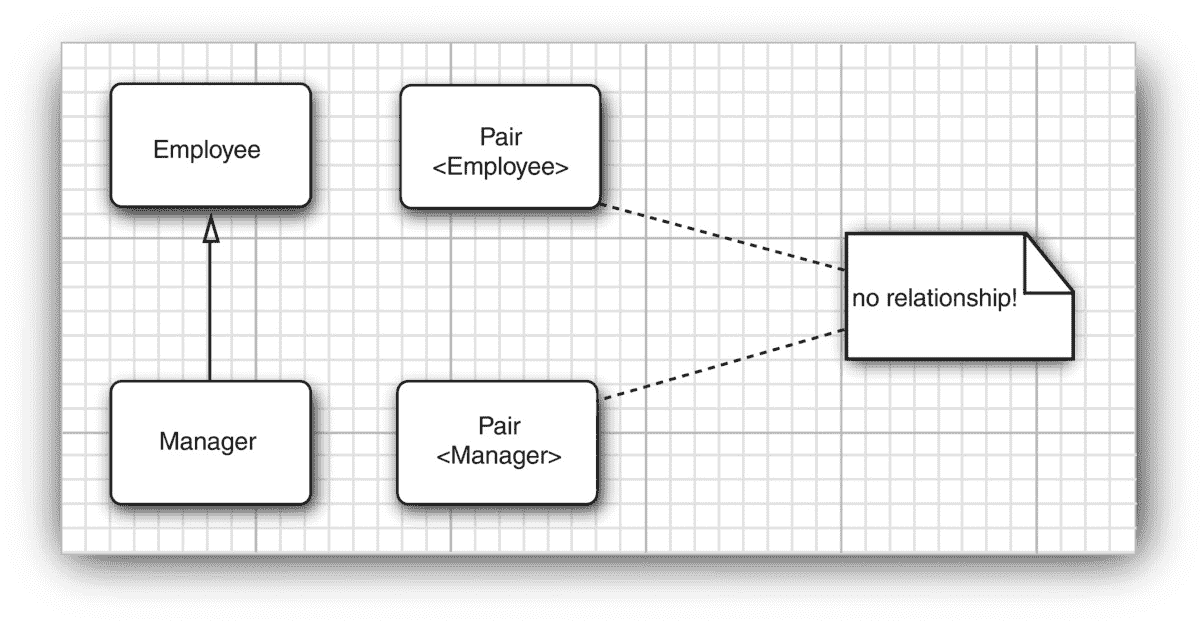 Employee
Pair
<Employee>
no relationship!
Manager
Pair
<Manager>